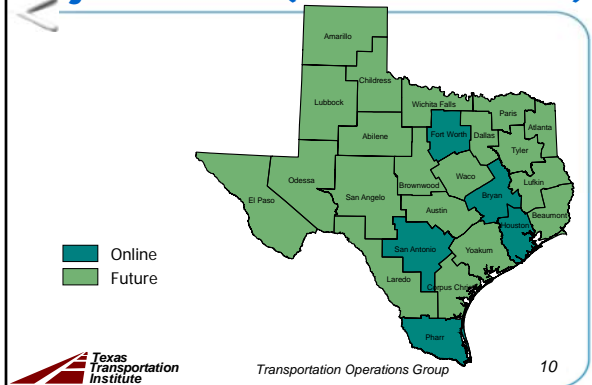 Amarillo
Childress
Lubbock
Wichita Falls
Paris
Atlanta
Fort Worth
Dallas
Abilene
Tyler
Odessa
El Paso
San Angelo
Brownwood
Waco
Bryan
Lufkin
Austin
Beaumont
Houston
San Antonio
Yoakum
Laredo
Corpus Chris
Pharr
Online
Future
Texas
Transportation
Institute
Transportation Operations Group
10